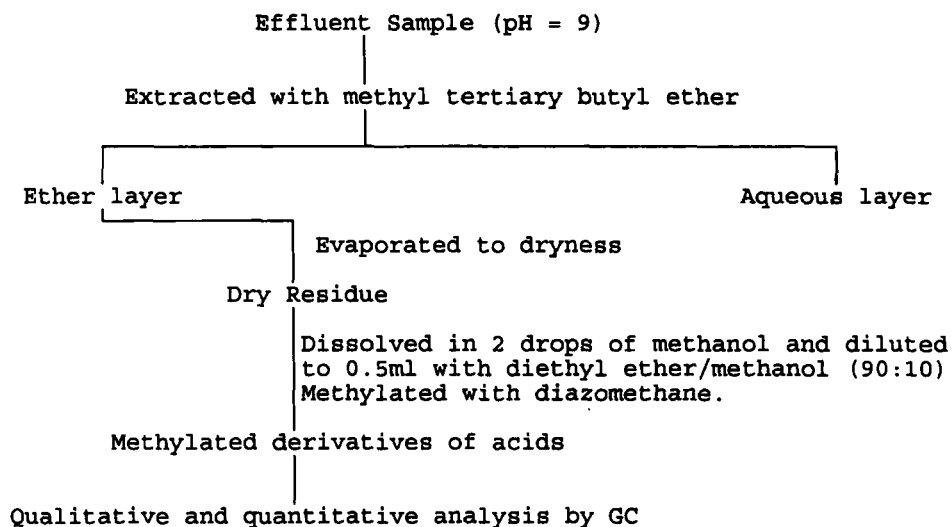 Effluent Sample (pH = 9)
Extracted with methyl tertiary butyl ether
Ether layer
Aqueous layer
Evaporated to dryness
Dry Residue
Dissolved in 2 drops of methanol and diluted
to 0.5ml with diethyl ether/methanol (90:10)
Methylated with diazomethane.
Methylated derivatives of acids
Qualitative and quantitative analysis by GC